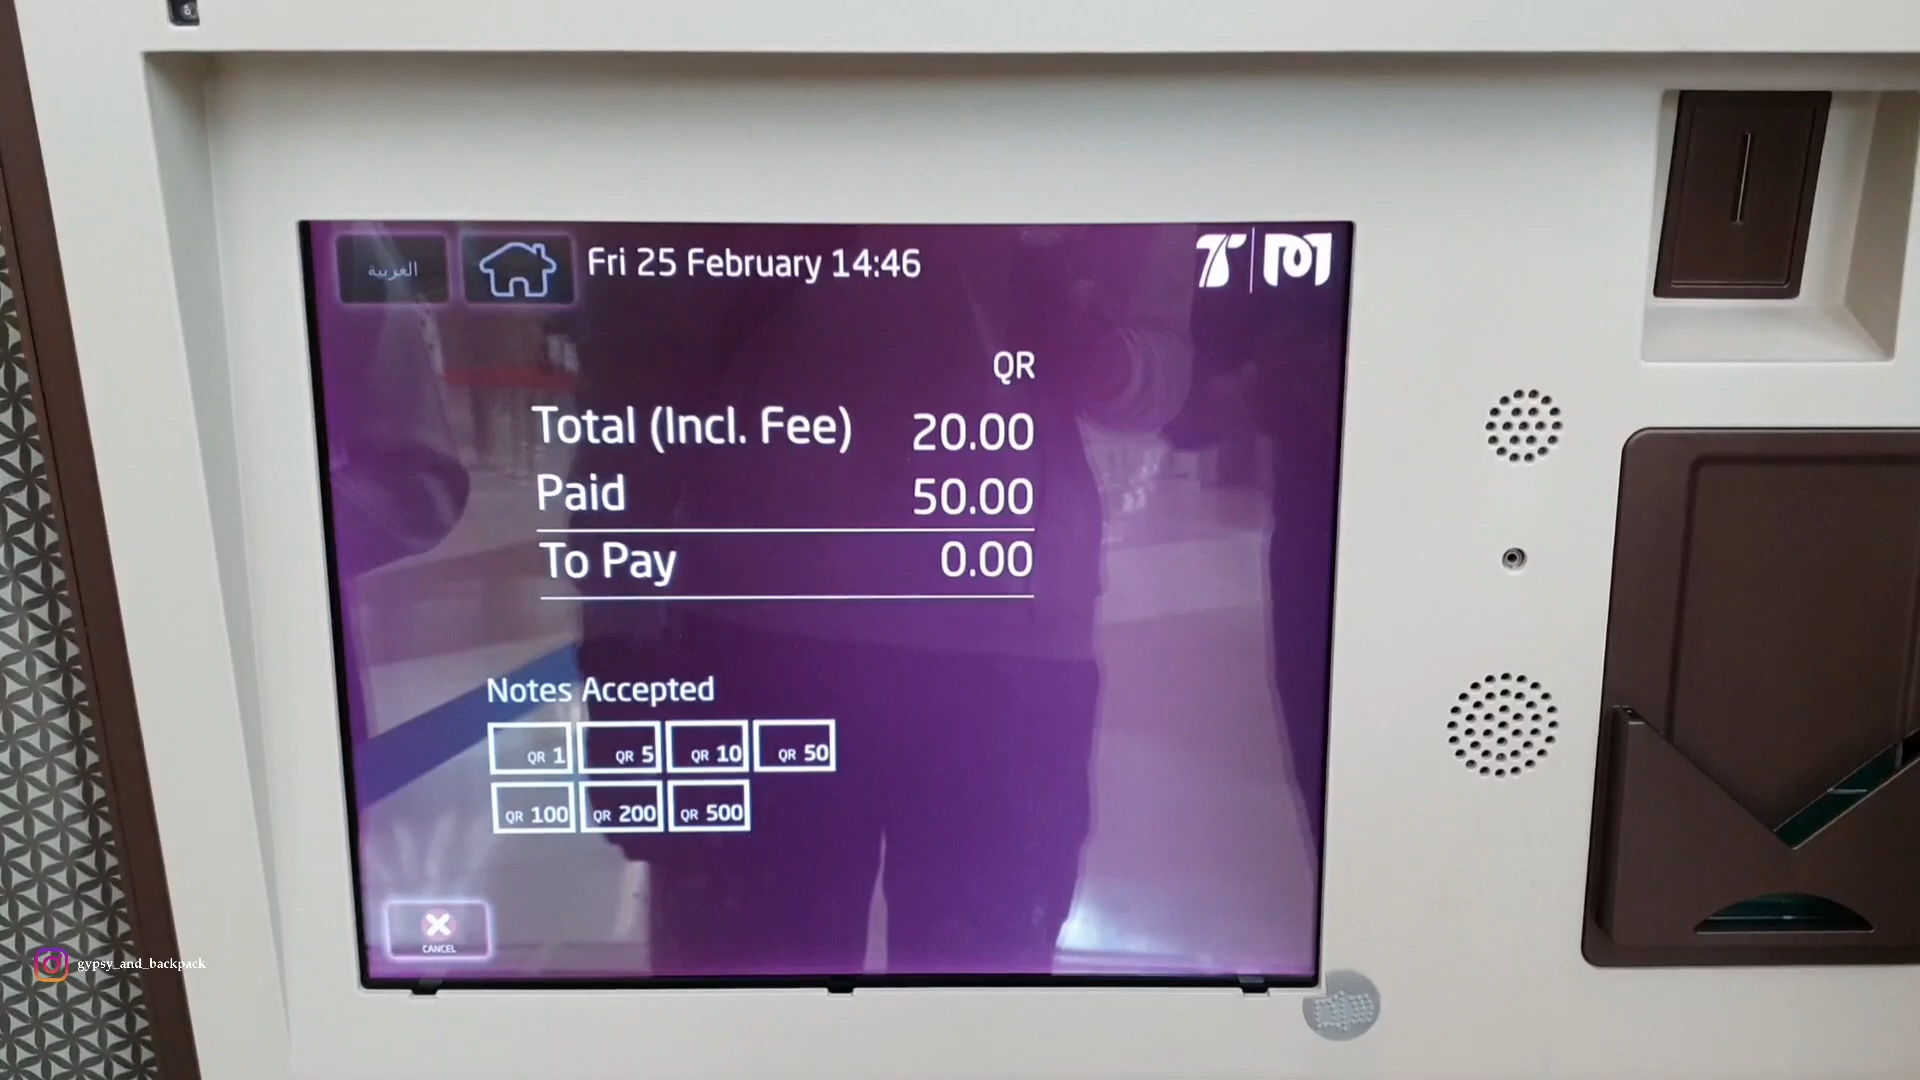 العربية
Fri 25 February 14:46
QR
Total (Incl. Fee) 20.00
Paid 50.00
To Pay 0.00
Notes Accepted
QR 1 QR 5 QR 10 QR 50
QR 100 QR 200 QR 500
CANCEL
gypsy_and_backpack